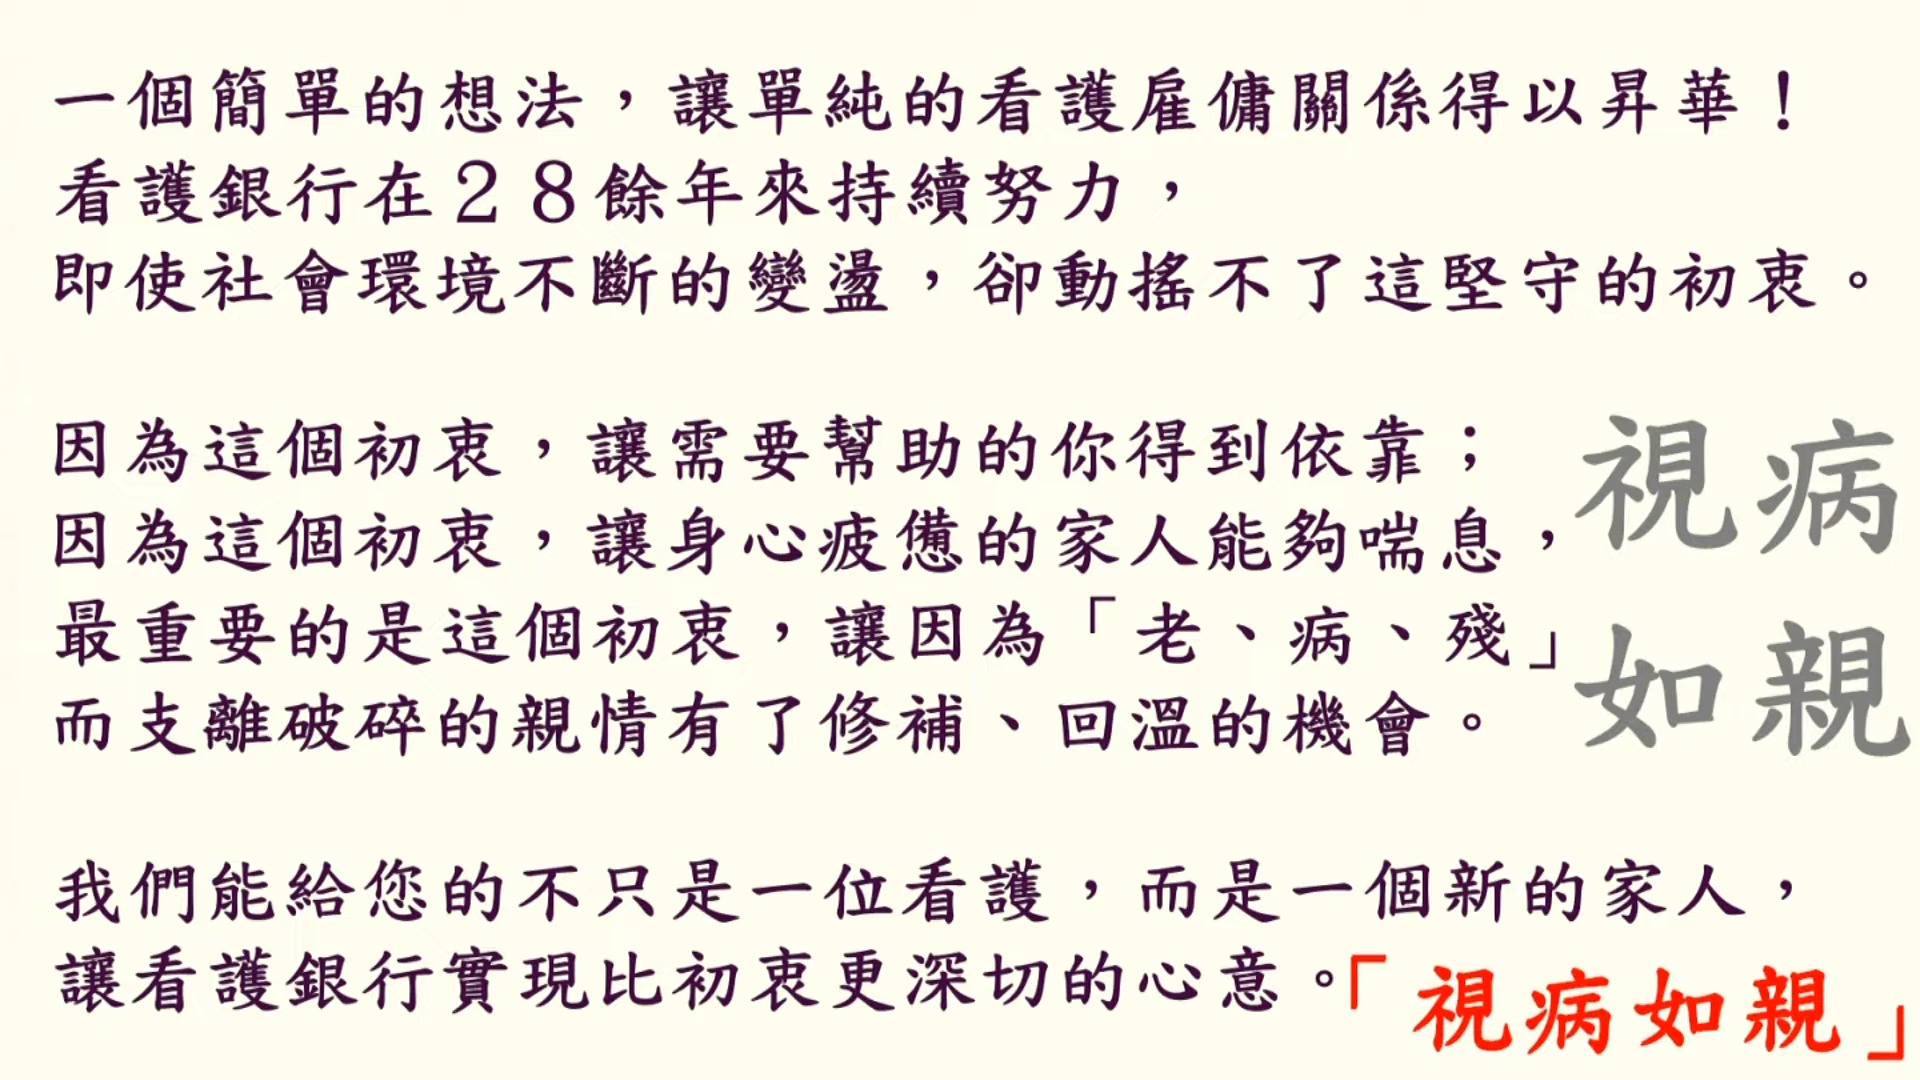 一個簡單的想法，讓單純的看護雇傭關係得以昇華！
看護銀行在２８餘年來持續努力，
即使社會環境不斷的變盪，卻動搖不了這堅守的初衷。
因為這個初衷，讓需要幫助的你得到依靠；
因為這個初衷，讓身心疲憊的家人能夠喘息，
最重要的是這個初衷，讓因為「老、病、殘」
而支離破碎的親情有了修補、回溫的機會。
視病
如親
我們能給您的不只是一位看護，而是一個新的家人，
讓看護銀行實現比初衷更深切的心意。「視病如親」